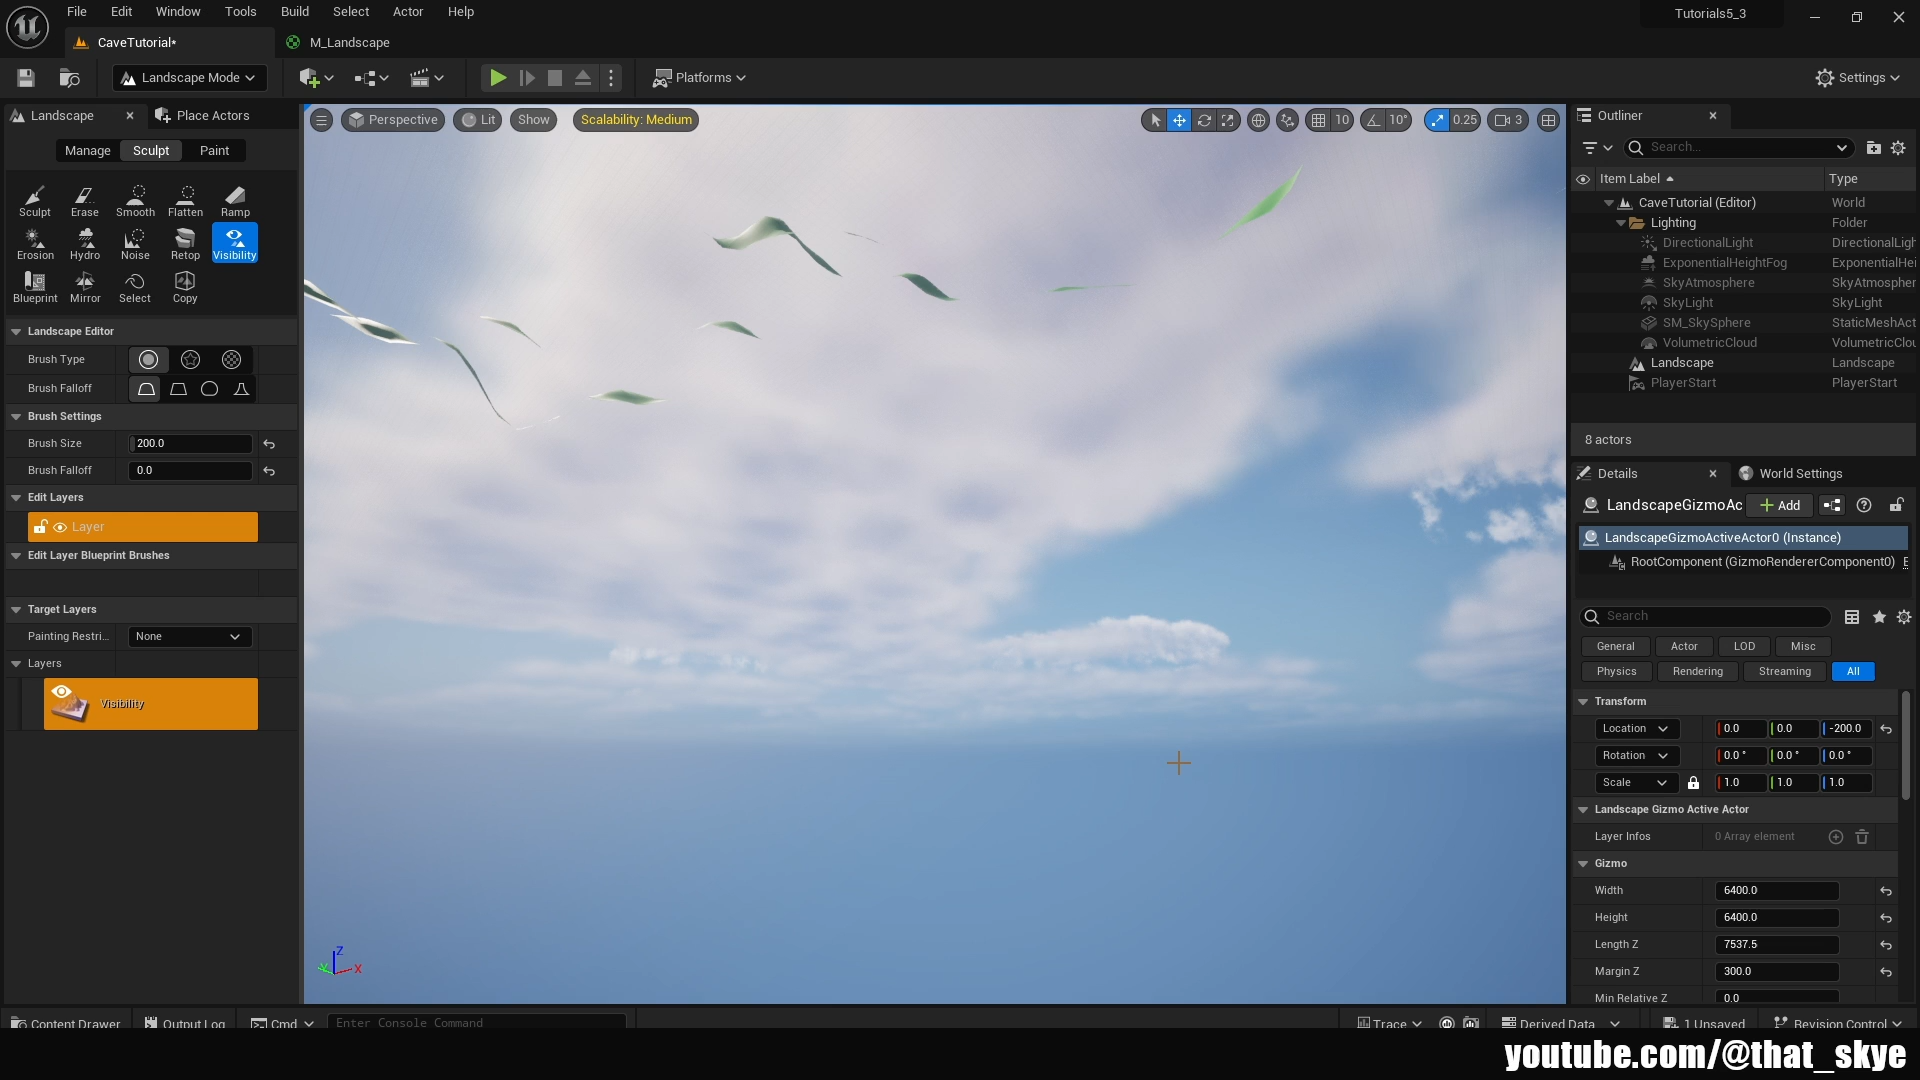 File Edit Window Tools Build Select Actor Help
Tutorials5_3
CaveTutorial*
M_Landscape
Landscape Mode
Platforms
Settings
Landscape
Place Actors
Manage Sculpt Paint
Sculpt Erase Smooth Flatten Ramp
Erosion Hydro Noise Retop Visibility
Blueprint Mirror Select Copy
Landscape Editor
Brush Type
Brush Falloff
Brush Settings
Brush Size 200.0
Brush Falloff 0.0
Edit Layers
Layer
Edit Layer Blueprint Brushes
Target Layers
Painting Restri... None
Layers
Visibility
Perspective Lit Show Scalability: Medium
10 10° 0.25 3
Z
Y
X
Outliner
Search...
Item Label Type
CaveTutorial (Editor) World
Lighting Folder
DirectionalLight DirectionalLigh
ExponentialHeightFog ExponentialHei
SkyAtmosphere SkyAtmospher
SkyLight SkyLight
SM_SkySphere StaticMeshAct
VolumetricCloud VolumetricClou
Landscape Landscape
PlayerStart PlayerStart
8 actors
Details World Settings
LandscapeGizmoAc Add
LandscapeGizmoActiveActor0 (Instance)
RootComponent (GizmoRendererComponent0) E
Search
General Actor LOD Misc
Physics Rendering Streaming All
Transform
Location 0.0 0.0 -200.0
Rotation 0.0 ° 0.0 ° 0.0 °
Scale 1.0 1.0 1.0
Landscape Gizmo Active Actor
Layer Infos 0 Array element
Gizmo
Width 6400.0
Height 6400.0
Length Z 7537.5
Margin Z 300.0
Min Relative Z 0.0
Content Drawer Output Log Cmd Enter Console Command
Trace Derived Data 1 Unsaved Revision Control
youtube.com/@that_skye